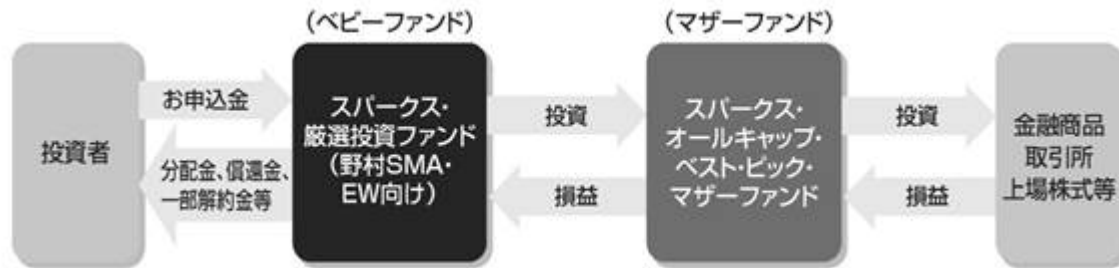 (ベビーファンド)
(マザーファンド)
投資者
お申込金
分配金、償還金、
一部解約金等
スパークス・
厳選投資ファンド
(野村SMA・
EW向け)
投資
損益
スパークス・
オールキャップ・
ベスト・ピック・
マザーファンド
投資
損益
金融商品
取引所
上場株式等